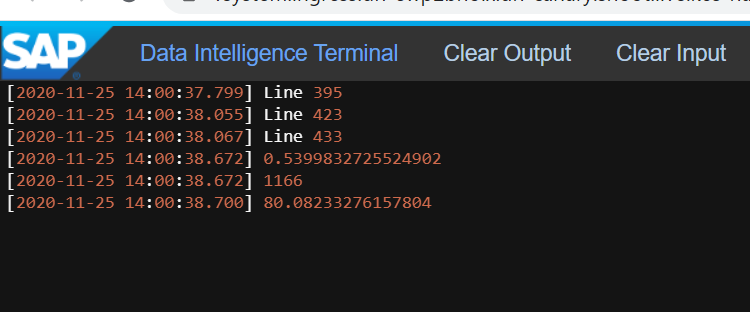 SAP Data Intelligence Terminal Clear Output Clear Input
[2020-11-25 14:00:37.799] Line 395
[2020-11-25 14:00:38.055] Line 423
[2020-11-25 14:00:38.067] Line 433
[2020-11-25 14:00:38.672] 0.5399832725524902
[2020-11-25 14:00:38.672] 1166
[2020-11-25 14:00:38.700] 80.08233276157804